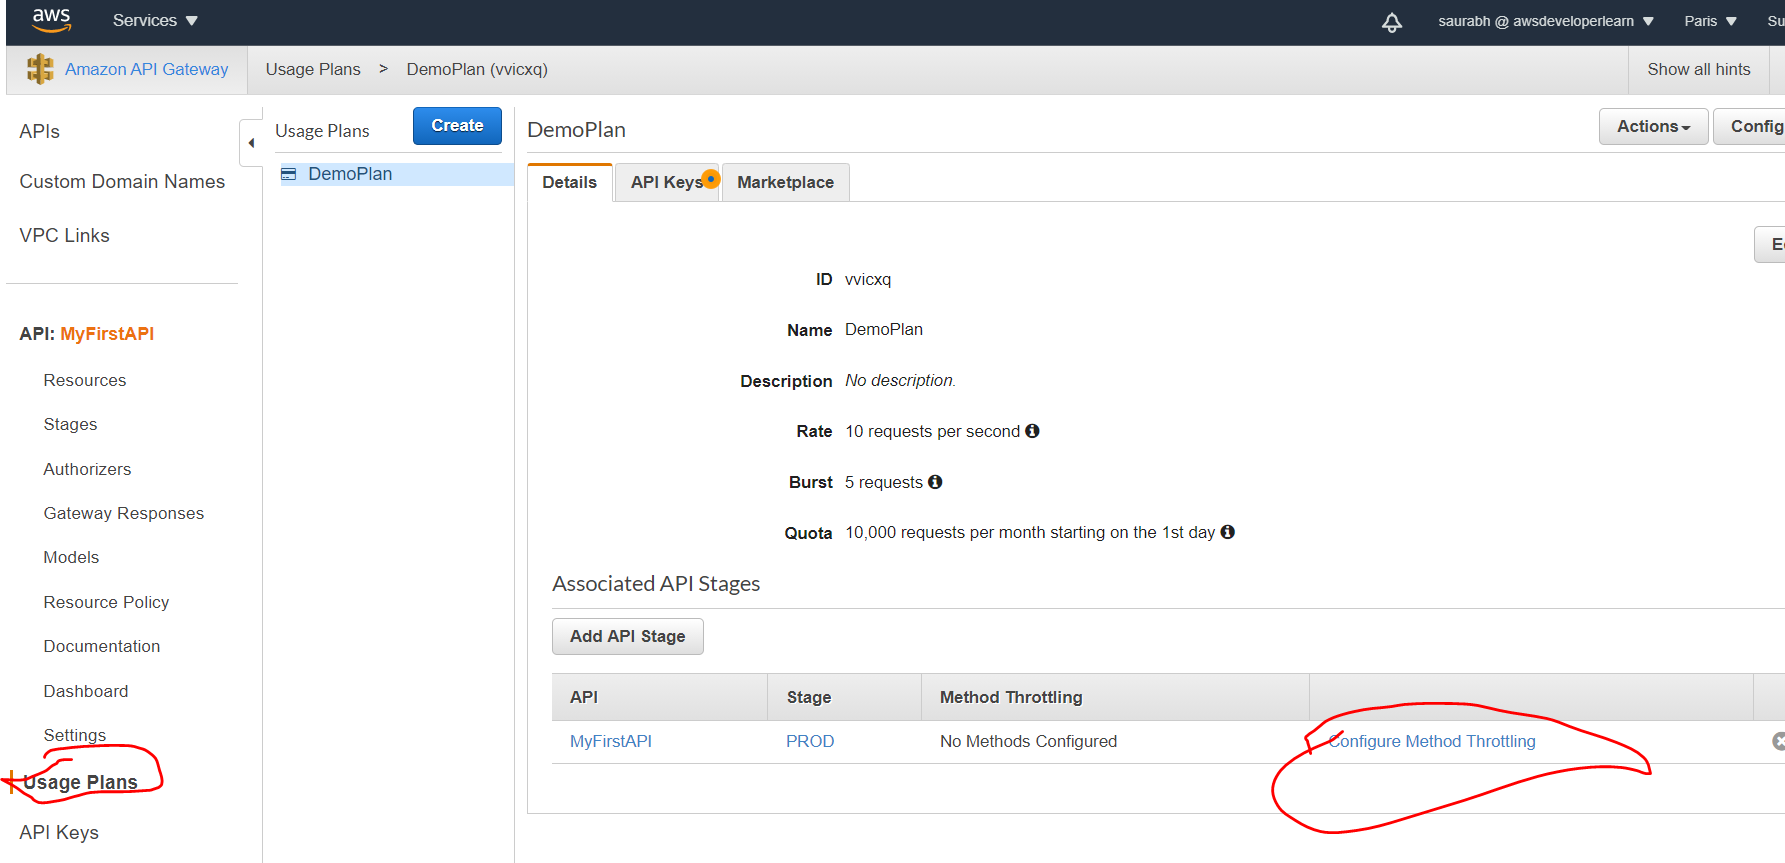 aws Services saurabh @ awsdeveloperlearn Paris Su
Amazon API Gateway Usage Plans > DemoPlan (vvicxq) Show all hints
APIs
Custom Domain Names
VPC Links
API: MyFirstAPI
Resources
Stages
Authorizers
Gateway Responses
Models
Resource Policy
Documentation
Dashboard
Settings
Usage Plans
API Keys
Usage Plans Create
DemoPlan
DemoPlan Actions Config
Details API Keys Marketplace
E
ID vvicxq
Name DemoPlan
Description No description.
Rate 10 requests per second
Burst 5 requests
Quota 10,000 requests per month starting on the 1st day
Associated API Stages
Add API Stage
API Stage Method Throttling
MyFirstAPI PROD No Methods Configured Configure Method Throttling